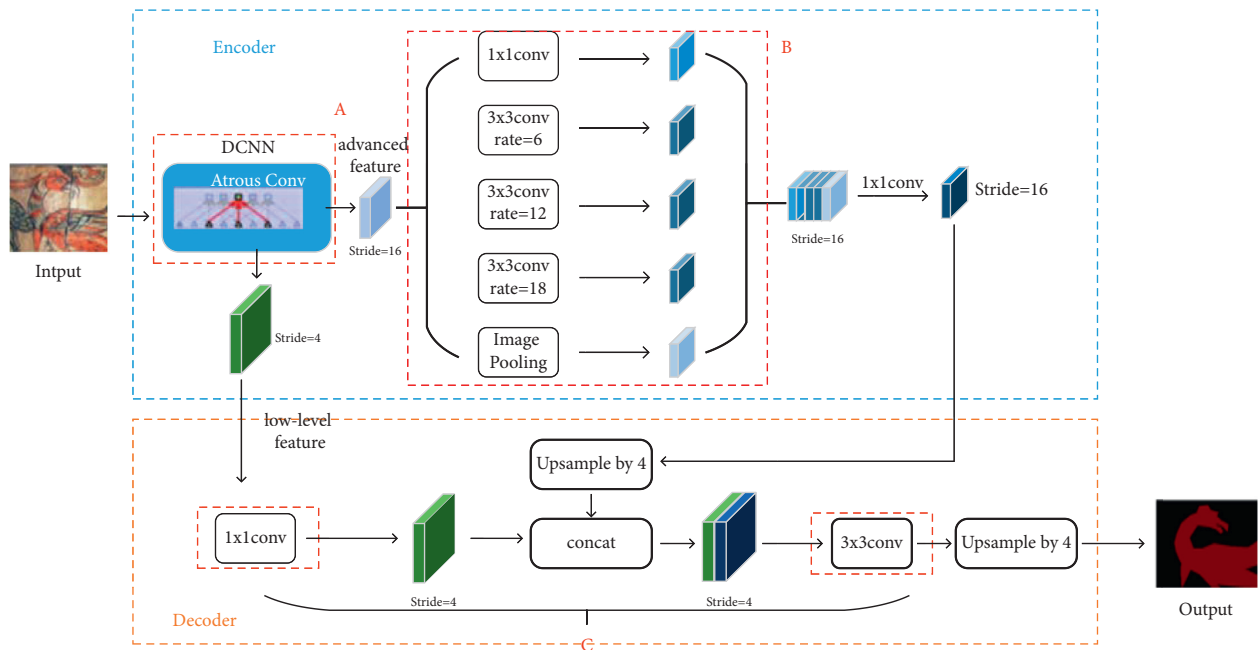 Encoder
A
B
DCNN
Atrous Conv
advanced
feature
Stride=16
Intput
Stride=4
1x1conv
3x3conv
rate=6
3x3conv
rate=12
3x3conv
rate=18
Image
Pooling
Stride=16
1x1conv
Stride=16
low-level
feature
Upsample by 4
1x1conv
Stride=4
concat
Stride=4
3x3conv
Upsample by 4
Output
Decoder
C